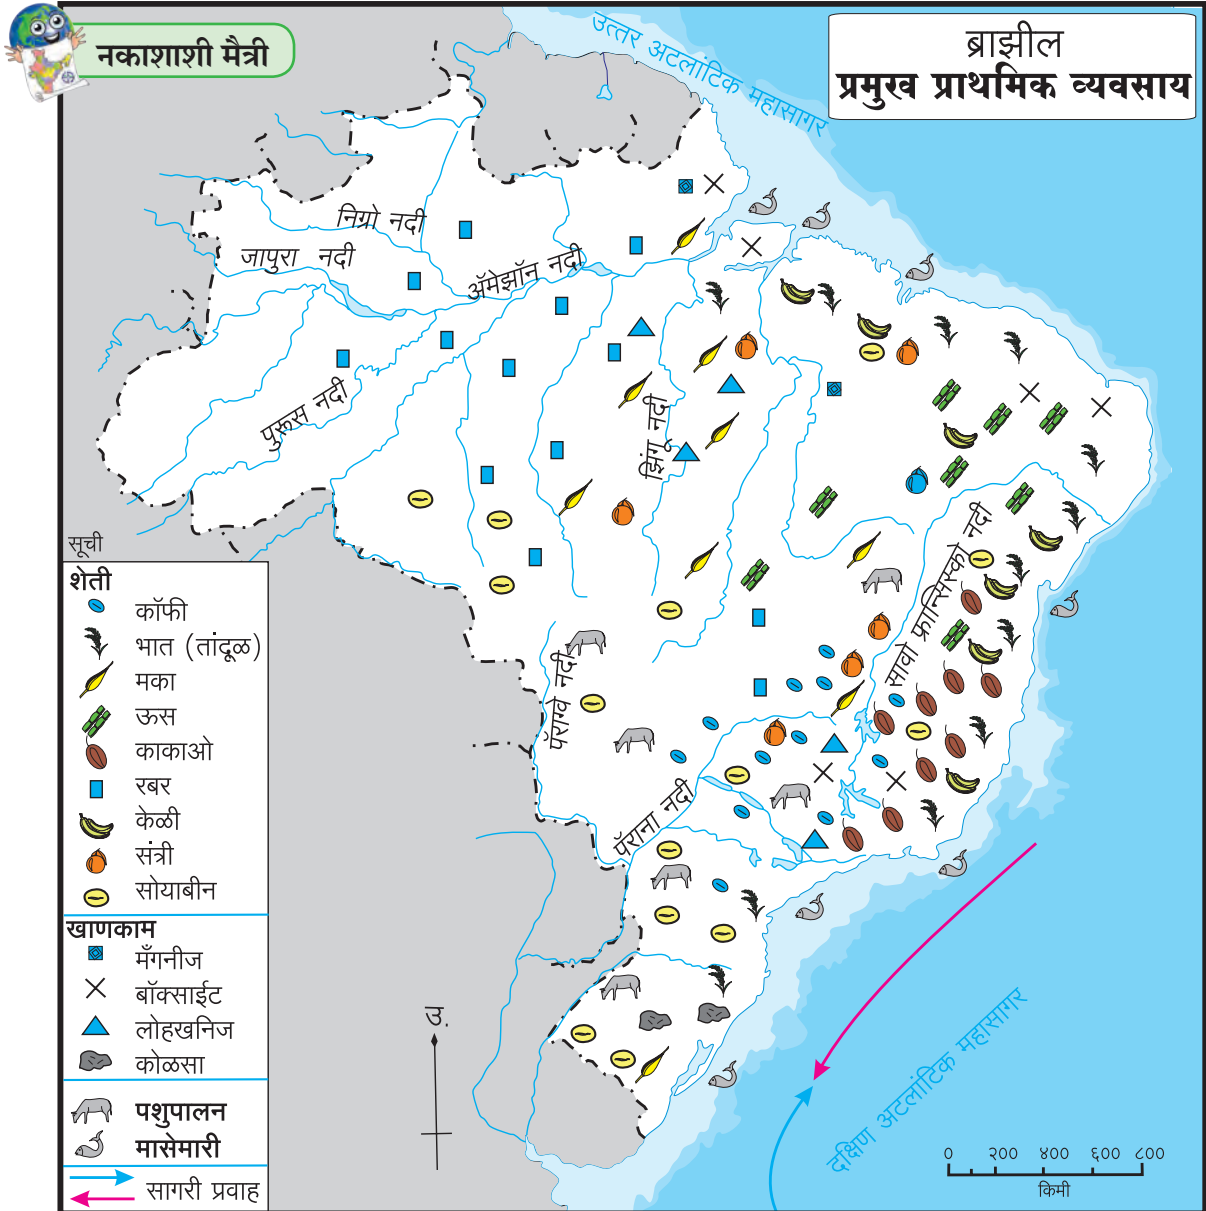 नकाशाशी मैत्री
ब्राझील
प्रमुख प्राथमिक व्यवसाय
उत्तर अटलांटिक महासागर
निग्रो नदी
जापुरा नदी
ॲमेझॉन नदी
पुरूस नदी
झिंगू नदी
सावो फ्रान्सिस्को नदी
पॅराग्वे नदी
पॅराना नदी
दक्षिण अटलांटिक महासागर
सूची
शेती
कॉफी
भात (तांदूळ)
मका
ऊस
काकाओ
रबर
केळी
संत्री
सोयाबीन
खाणकाम
मँगनीज
बॉक्साईट
लोहखनिज
कोळसा
पशुपालन
मासेमारी
सागरी प्रवाह
उ.
० २०० ४०० ६०० ८००
किमी